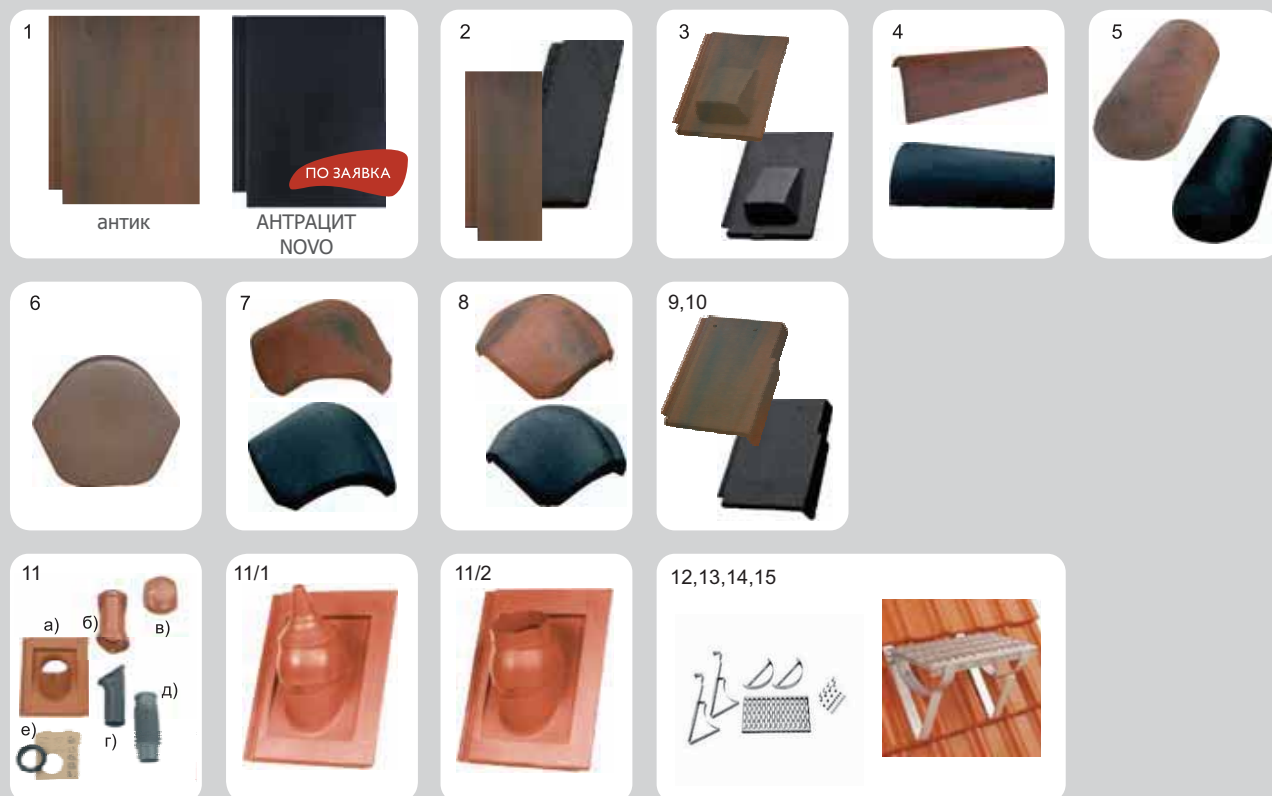 1
ПО ЗАЯВКА
антик
АНТРАЦИТ
NOVO
2
3
4
5
6
7
8
9,10
11
а)
б)
в)
г)
д)
е)
11/1
11/2
12,13,14,15